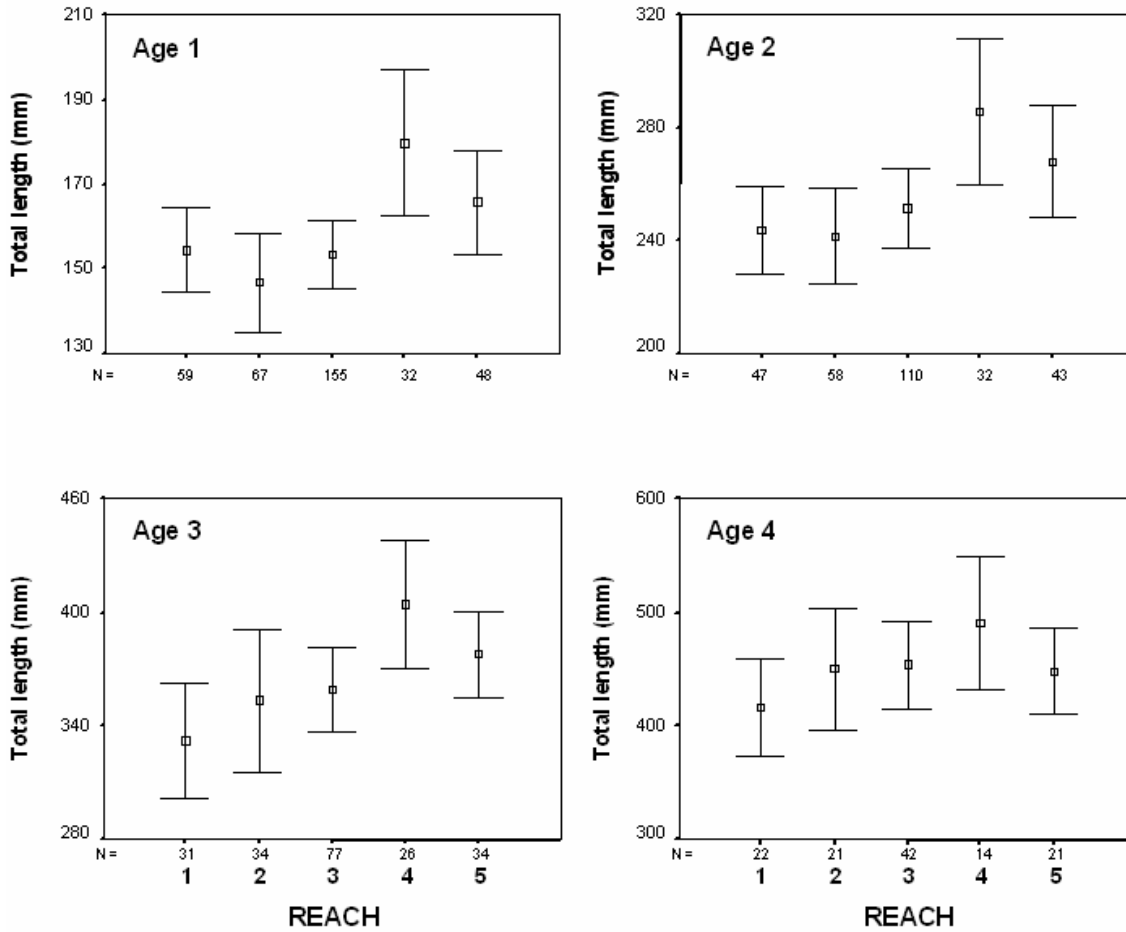 Age 1
Total length (mm)
210
190
170
150
130
N = 59 67 155 32 48
Age 2
Total length (mm)
320
280
240
200
N = 47 58 110 32 43
Age 3
Total length (mm)
460
400
340
280
N = 31 34 77 26 34
1 2 3 4 5
REACH
Age 4
Total length (mm)
600
500
400
300
N = 22 21 42 14 21
1 2 3 4 5
REACH